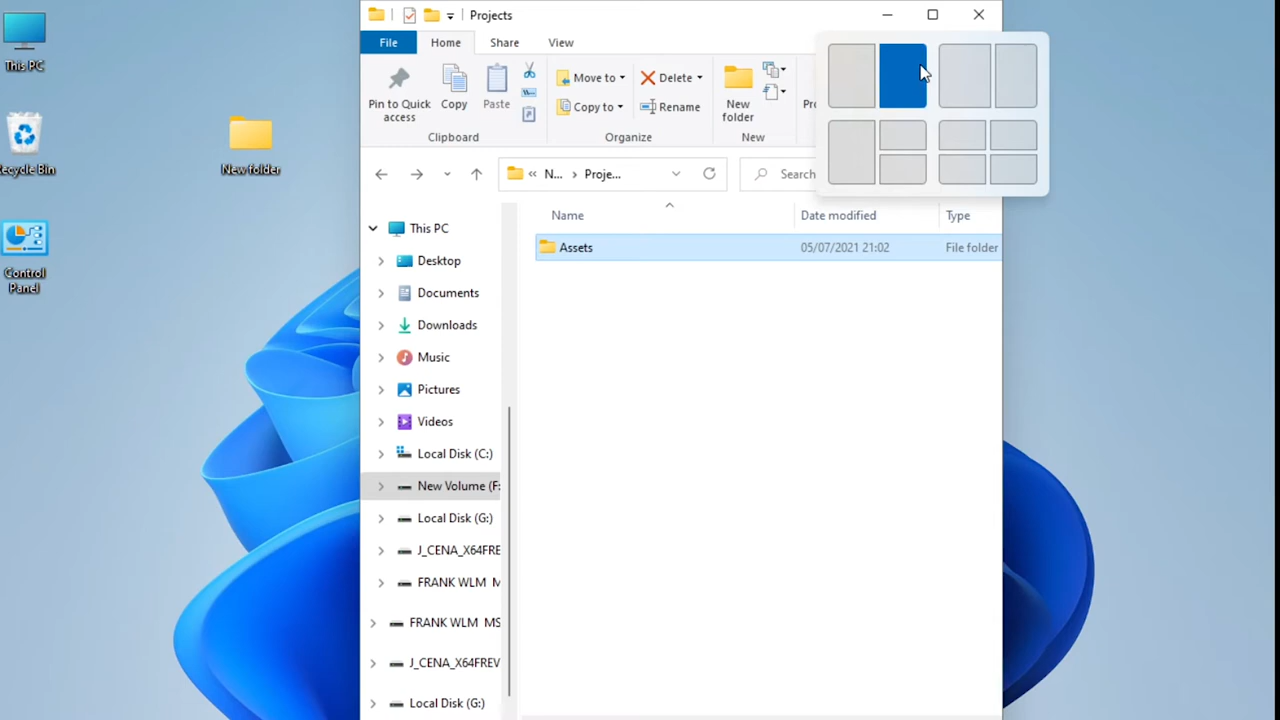 Projects
This PC
File Home Share View
Move to Delete
Pin to Quick access Copy Paste Copy to Rename New folder
Clipboard Organize New
Recycle Bin New folder
N... Proje... Search
Name Date modified Type
This PC
Assets 05/07/2021 21:02 File folder
Control
Panel
Desktop
Documents
Downloads
Music
Pictures
Videos
Local Disk (C:)
New Volume (F:
Local Disk (G:)
J_CENA_X64FRE
FRANK WLM M
FRANK WLM MS
J_CENA_X64FREV
Local Disk (G:)